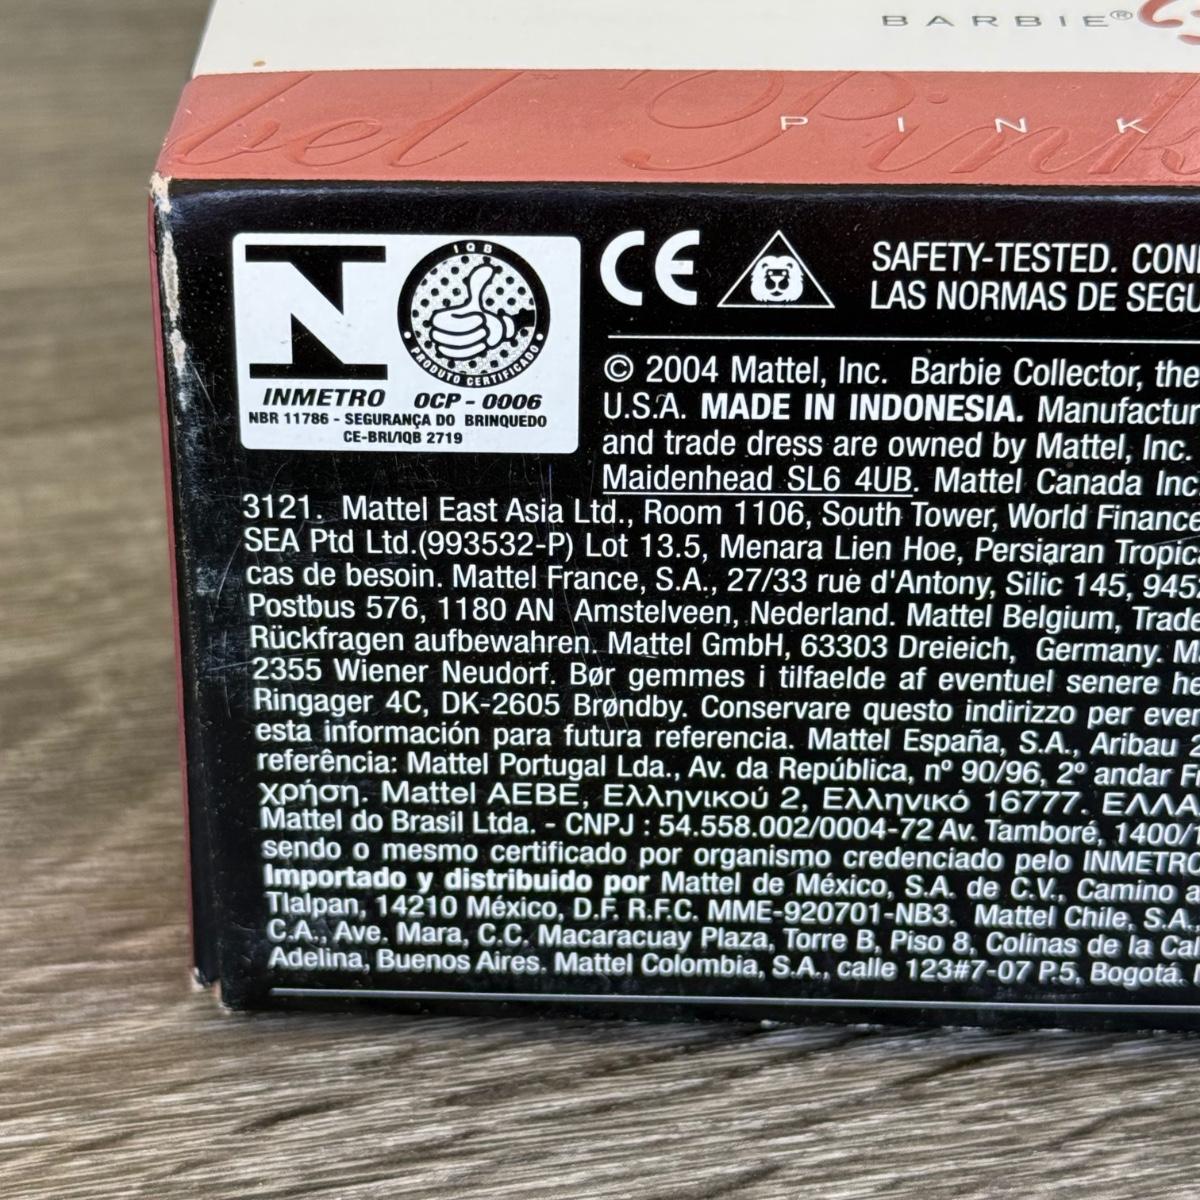 BARBIE®
bel Pink
PINK
IQB
PRODUTO CERTIFICADO
INMETRO OCP - 0006
NBR 11786 - SEGURANÇA DO BRINQUEDO
CE-BRI/IQB 2719
CE
SAFETY-TESTED.
LAS NORMAS DE
© 2004 Mattel, Inc. Barbie Collector, the
U.S.A. MADE IN INDONESIA.
and trade dress are owned by Mattel, Inc.
Maidenhead SL6 4UB. Mattel Canada Inc
3121. Mattel East Asia Ltd., Room 1106, South Tower, World Finance
SEA Ptd Ltd.(993532-P) Lot 13.5, Menara Lien Hoe, Persiaran Tropic
cas de besoin. Mattel France, S.A., 27/33 rue d'Antony, Silic 145, 945
Postbus 576, 1180 AN Amstelveen, Nederland. Mattel Belgium, Trade
Rückfragen aufbewahren. Mattel GmbH, 63303 Dreieich, Germany. M
2355 Wiener Neudorf. Bør gemmes i tilfaelde af eventuel senere he
Ringager 4C, DK-2605 Brøndby. Conservare questo indirizzo per even
esta información para futura referencia. Mattel España, S.A., Aribau 2
referência: Mattel Portugal Lda., Av. da República, nº 90/96, 2º andar F
χρήση. Mattel AEBE, Ελληνικού 2, Ελληνικό 16777. ΕΛΛΑ
Mattel do Brasil Ltda. - CNPJ : 54.558.002/0004-72 Av. Tamboré, 1400/
sendo o mesmo certificado por organismo credenciado pelo INMETRO
Importado y distribuido por Mattel de México, S.A. de C.V., Camino a
Tlalpan, 14210 México, D.F. R.F.C. MME-920701-NB3. Mattel Chile, S.A.,
C.A., Ave. Mara, C.C. Macaracuay Plaza, Torre B, Piso 8, Colinas de la Cal
Adelina, Buenos Aires. Mattel Colombia, S.A., calle 123#7-07 P.5, Bogotá.